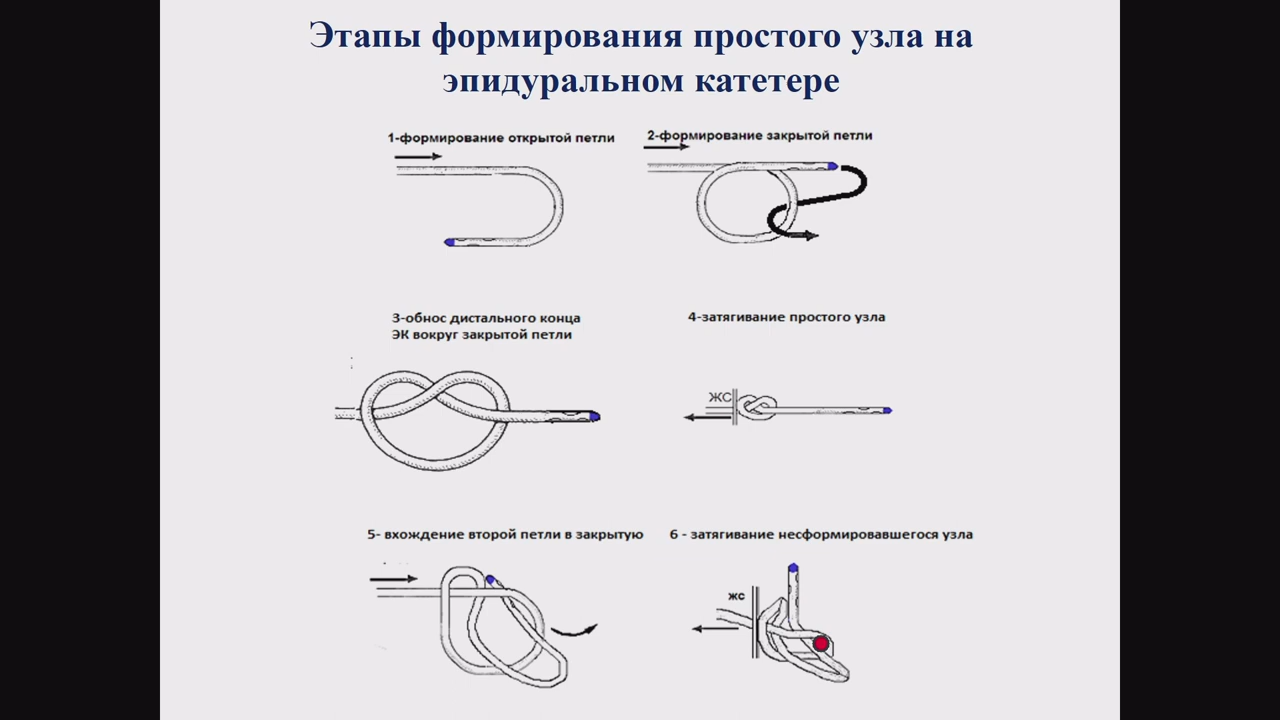 Этапы формирования простого узла на
эпидуральном катетере
1-формирование открытой петли
2-формирование закрытой петли
3-обнос дистального конца
ЭК вокруг закрытой петли
4-затягивание простого узла
ЖС
5- вхождение второй петли в закрытую
6 - затягивание несформировавшегося узла
жс